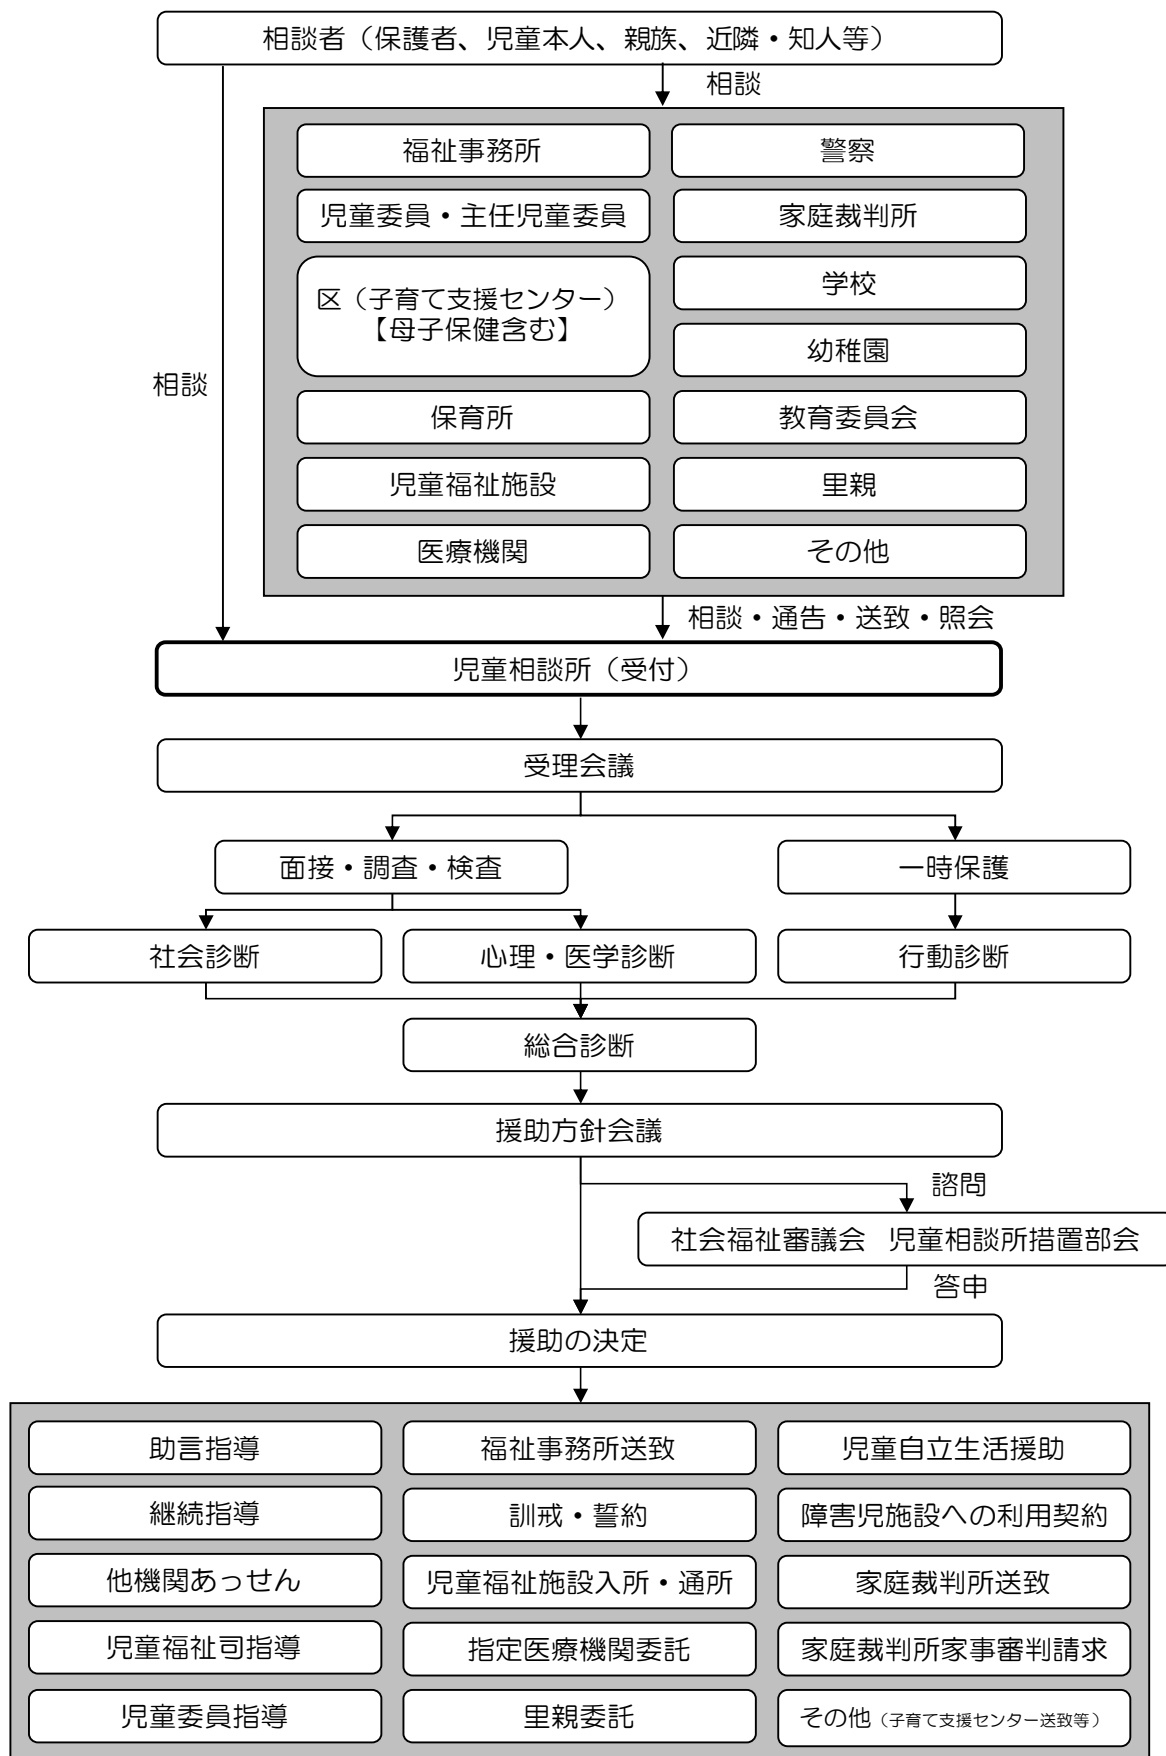 相談者（保護者、児童本人、親族、近隣・知人等）
相談
福祉事務所
警察
児童委員・主任児童委員
家庭裁判所
区（子育て支援センター）
【母子保健含む】
学校
幼稚園
相談
保育所
教育委員会
児童福祉施設
里親
医療機関
その他
相談・通告・送致・照会
児童相談所（受付）
受理会議
面接・調査・検査
一時保護
社会診断
心理・医学診断
行動診断
総合診断
援助方針会議
諮問
社会福祉審議会　児童相談所措置部会
答申
援助の決定
助言指導
福祉事務所送致
児童自立生活援助
継続指導
訓戒・誓約
障害児施設への利用契約
他機関あっせん
児童福祉施設入所・通所
家庭裁判所送致
児童福祉司指導
指定医療機関委託
家庭裁判所家事審判請求
児童委員指導
里親委託
その他（子育て支援センター送致等）